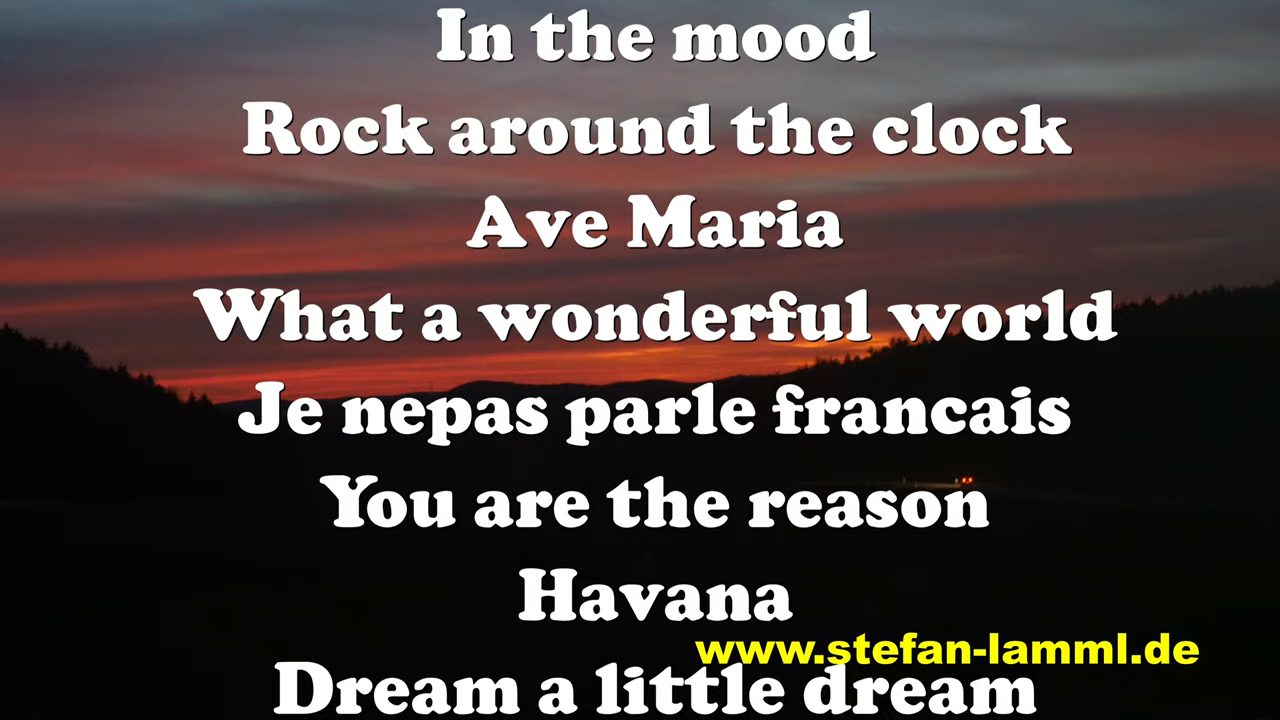 In the mood
Rock around the clock
Ave Maria
What a wonderful world
Je nepas parle francais
You are the reason
Havana
www.stefan-lamml.de
Dream a little dream